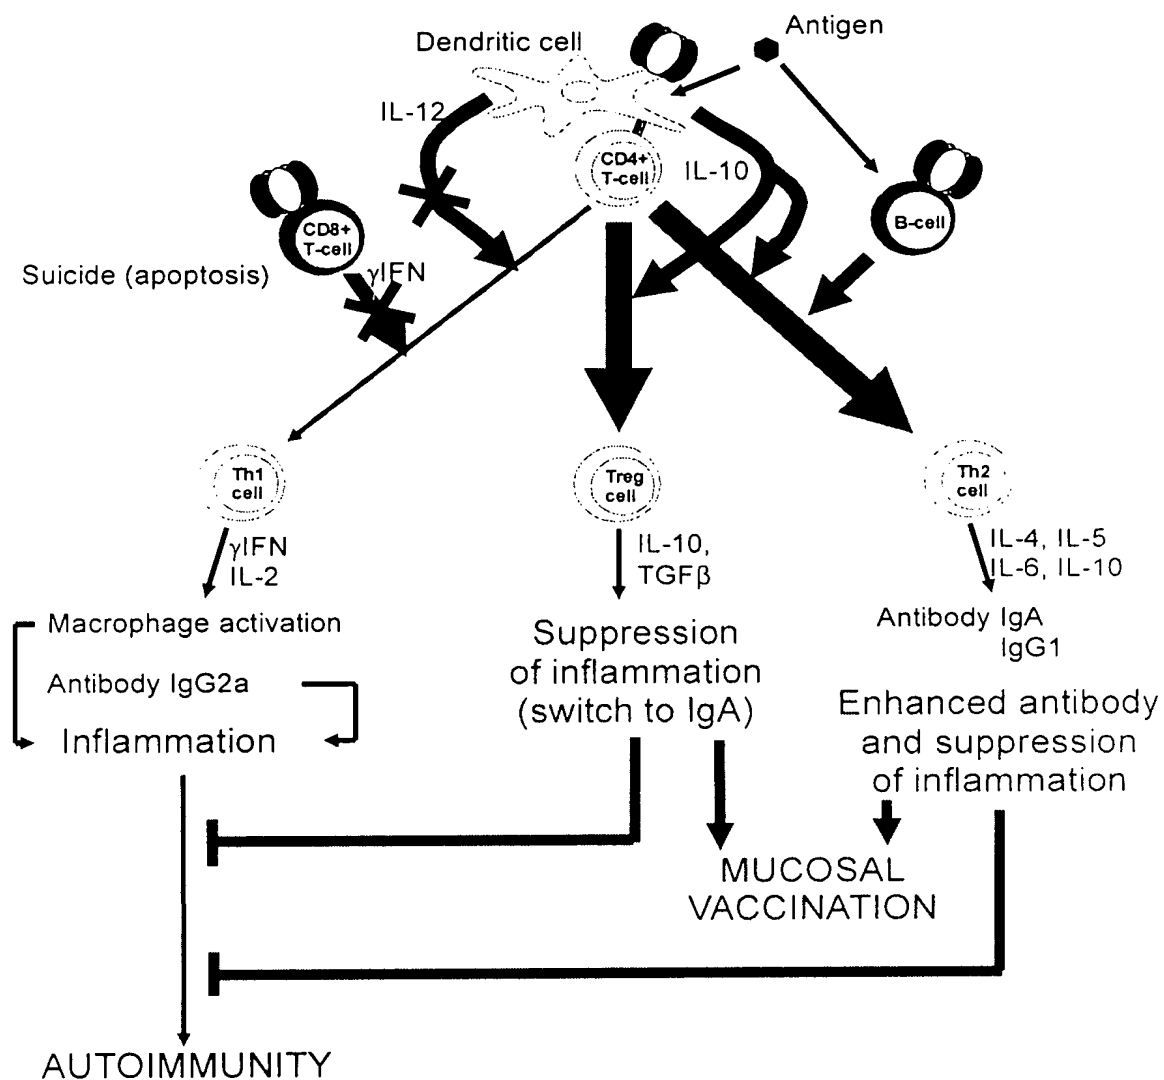 Antigen
Dendritic cell
IL-12
CD4+
T-cell
IL-10
B-cell
CD8+
T-cell
γIFN
Suicide (apoptosis)
Th1
cell
Treg
cell
Th2
cell
γIFN
IL-2
IL-10,
TGFβ
IL-4, IL-5
IL-6, IL-10
Macrophage activation
Antibody IgG2a
Inflammation
Suppression
of inflammation
(switch to IgA)
Antibody IgA
IgG1
Enhanced antibody
and suppression
of inflammation
MUCOSAL
VACCINATION
AUTOIMMUNITY